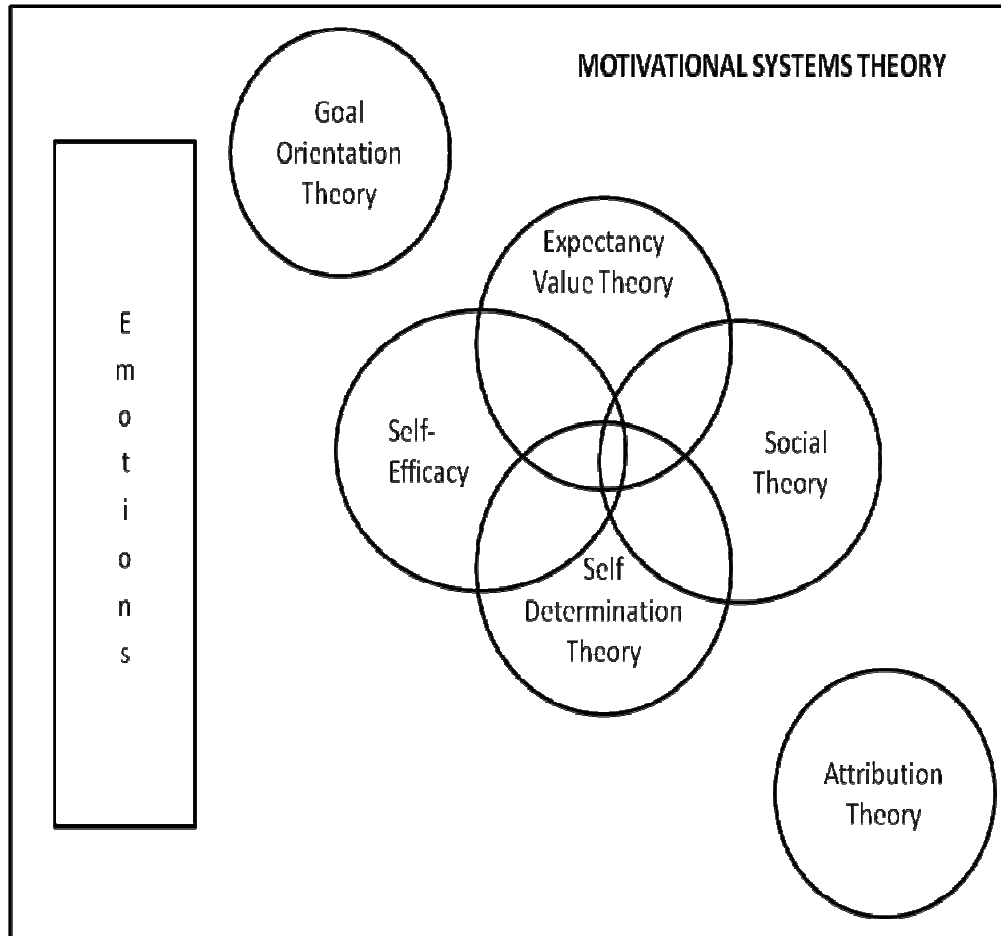 MOTIVATIONAL SYSTEMS THEORY
Goal
Orientation
Theory
Expectancy
Value Theory
Self-
Efficacy
Social
Theory
Self
Determination
Theory
Attribution
Theory
E
m
o
t
i
o
n
s